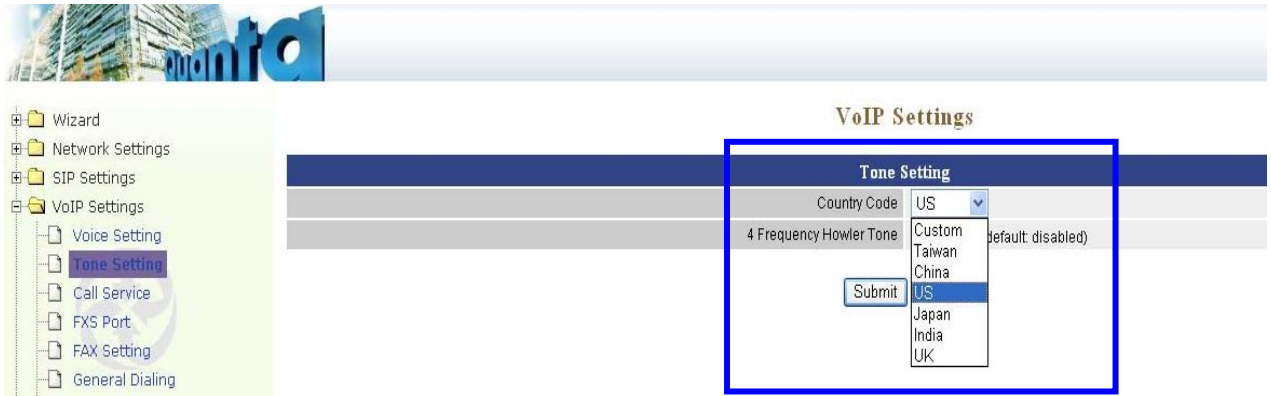 quanta
VoIP Settings
Wizard
Network Settings
SIP Settings
VoIP Settings
Voice Setting
Tone Setting
Call Service
FXS Port
FAX Setting
General Dialing
Tone Setting
Country Code US
4 Frequency Howler Tone default: disabled)
Submit
Custom
Taiwan
China
US
Japan
India
UK